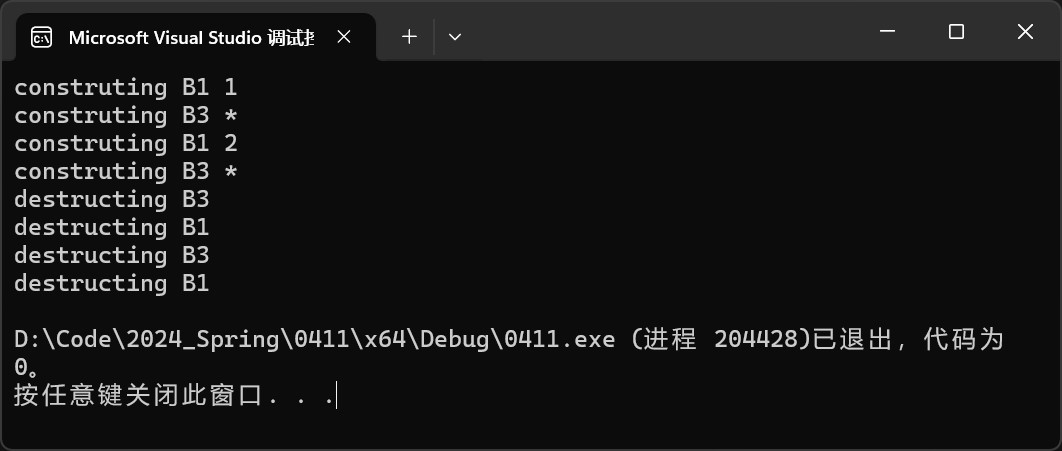 Microsoft Visual Studio 调试
construting B1 1
construting B3 *
construting B1 2
construting B3 *
destructing B3
destructing B1
destructing B3
destructing B1
D:\Code\2024_Spring\0411\x64\Debug\0411.exe (进程 204428)已退出，代码为
0。
按任意键关闭此窗口. . .